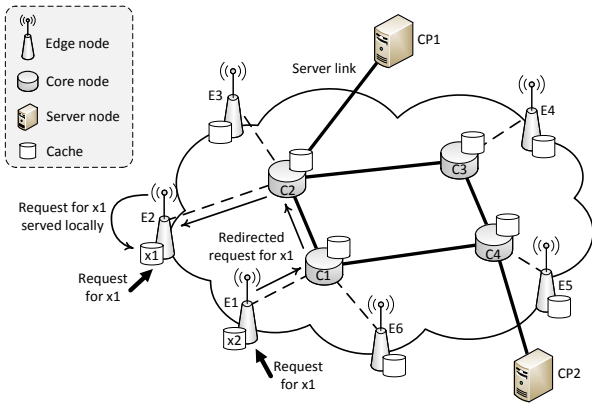 Edge node
Core node
Server node
Cache
CP1
Server link
E3
E4
C3
C2
Request for x1
served locally
E2
x1
Redirected
request for x1
C4
C1
Request
for x1
E1
E5
x2
E6
Request
for x1
CP2